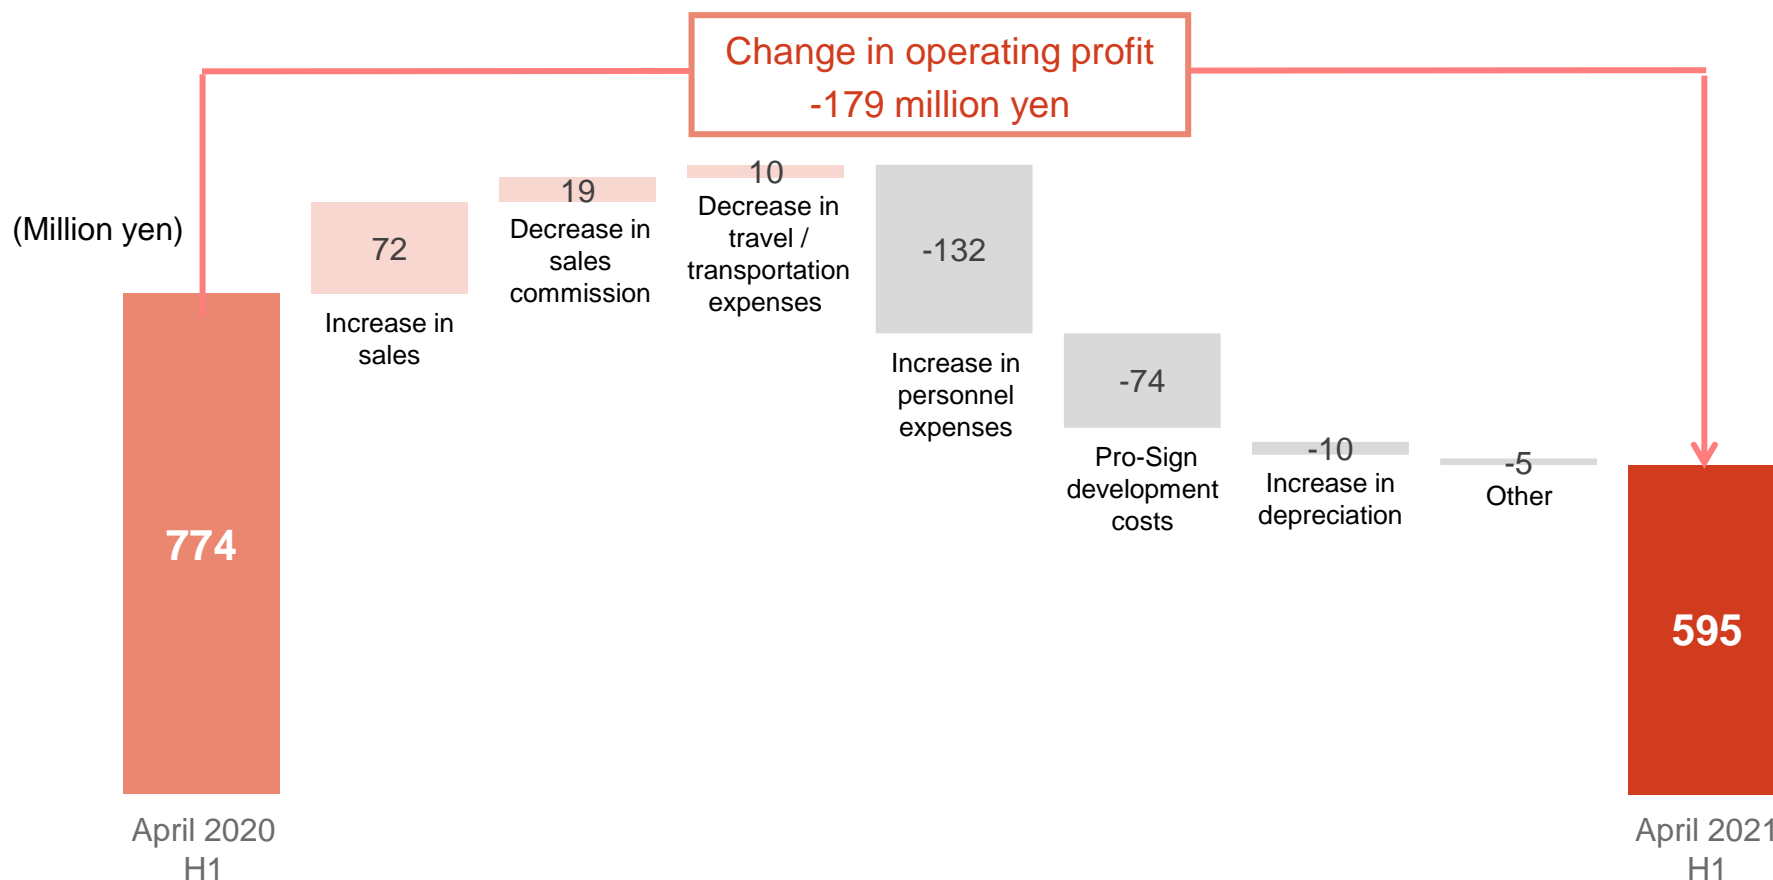 Change in operating profit
-179 million yen
(Million yen)
774
April 2020
H1
72
Increase in
sales
19
Decrease in
sales
commission
10
Decrease in
travel /
transportation
expenses
-132
Increase in
personnel
expenses
-74
Pro-Sign
development
costs
-10
Increase in
depreciation
-5
Other
595
April 2021
H1